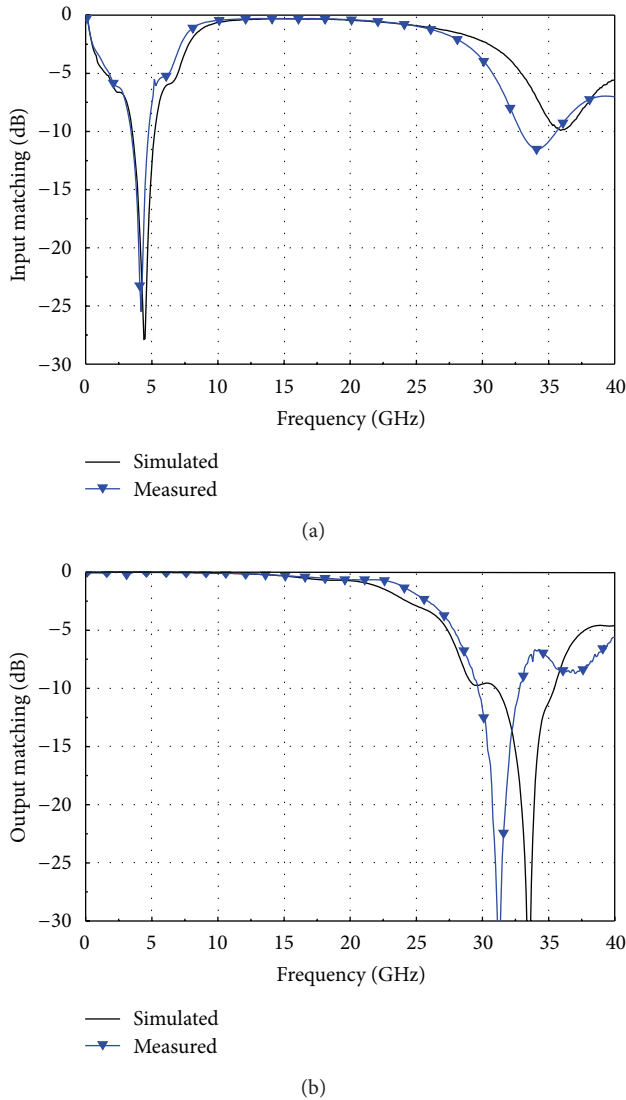 0
−5
−10
−15
−20
−25
−30
Input matching (dB)
0 5 10 15 20 25 30 35 40
Frequency (GHz)
Simulated
Measured
(a)
0
−5
−10
−15
−20
−25
−30
Output matching (dB)
0 5 10 15 20 25 30 35 40
Frequency (GHz)
Simulated
Measured
(b)